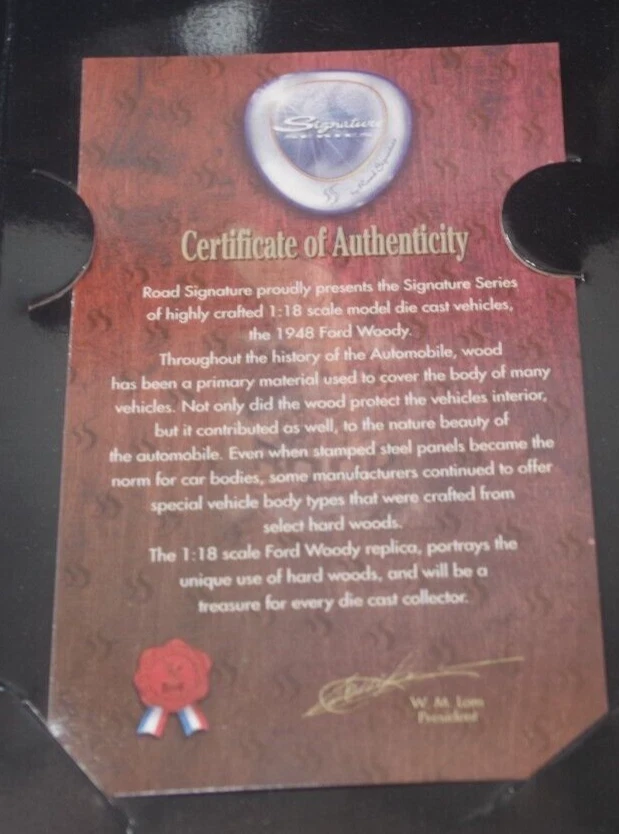 Signature
SERIES
by Road Signature
Certificate of Authenticity
Road Signature proudly presents the Signature Series
of highly crafted 1:18 scale model die cast vehicles,
the 1948 Ford Woody.
Throughout the history of the Automobile, wood
has been a primary material used to cover the body of many
vehicles. Not only did the wood protect the vehicles interior,
but it contributed as well, to the nature beauty of
the automobile. Even when stamped steel panels became the
norm for car bodies, some manufacturers continued to offer
special vehicle body types that were crafted from
select hard woods.
The 1:18 scale Ford Woody replica, portrays the
unique use of hard woods, and will be a
treasure for every die cast collector.
W. M. Lam
President